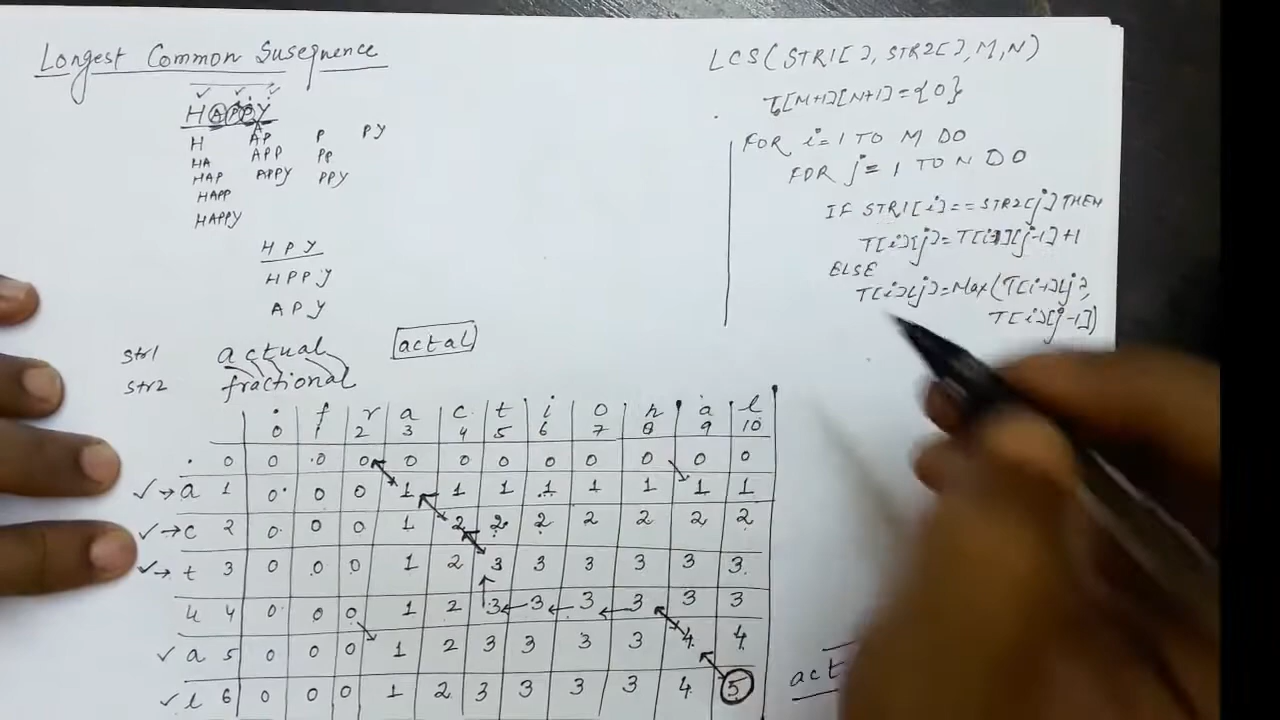 Longest Common Susequence
HAPPY
H AP P PY
HA APP PP
HAP APPY PPY
HAPP
HAPPY
HPY
HPPY
APY
str1 actual
str2 fractional
actal
. f r a c t i o n a l
0 1 2 3 4 5 6 7 8 9 10
. 0 0 0 0 0 0 0 0 0 0 0 0
✓→ a 1 0 0 0 1 1 1 1 1 1 1 1
✓→ c 2 0 0 0 1 2 2 2 2 2 2 2
✓→ t 3 0 0 0 1 2 3 3 3 3 3 3
u 4 0 0 0 1 2 3 3 3 3 3 3
✓ a 5 0 0 0 1 2 3 3 3 3 4 4
✓ l 6 0 0 0 1 2 3 3 3 3 4 5
LCS(STR1[], STR2[], M, N)
T[M+1][N+1]={0}
FOR i=1 TO M DO
FOR j=1 TO N DO
IF STR1[i]==STR2[j] THEN
T[i][j]=T[i-1][j-1]+1
ELSE
T[i][j]=Max(T[i-1][j],
T[i][j-1])
act